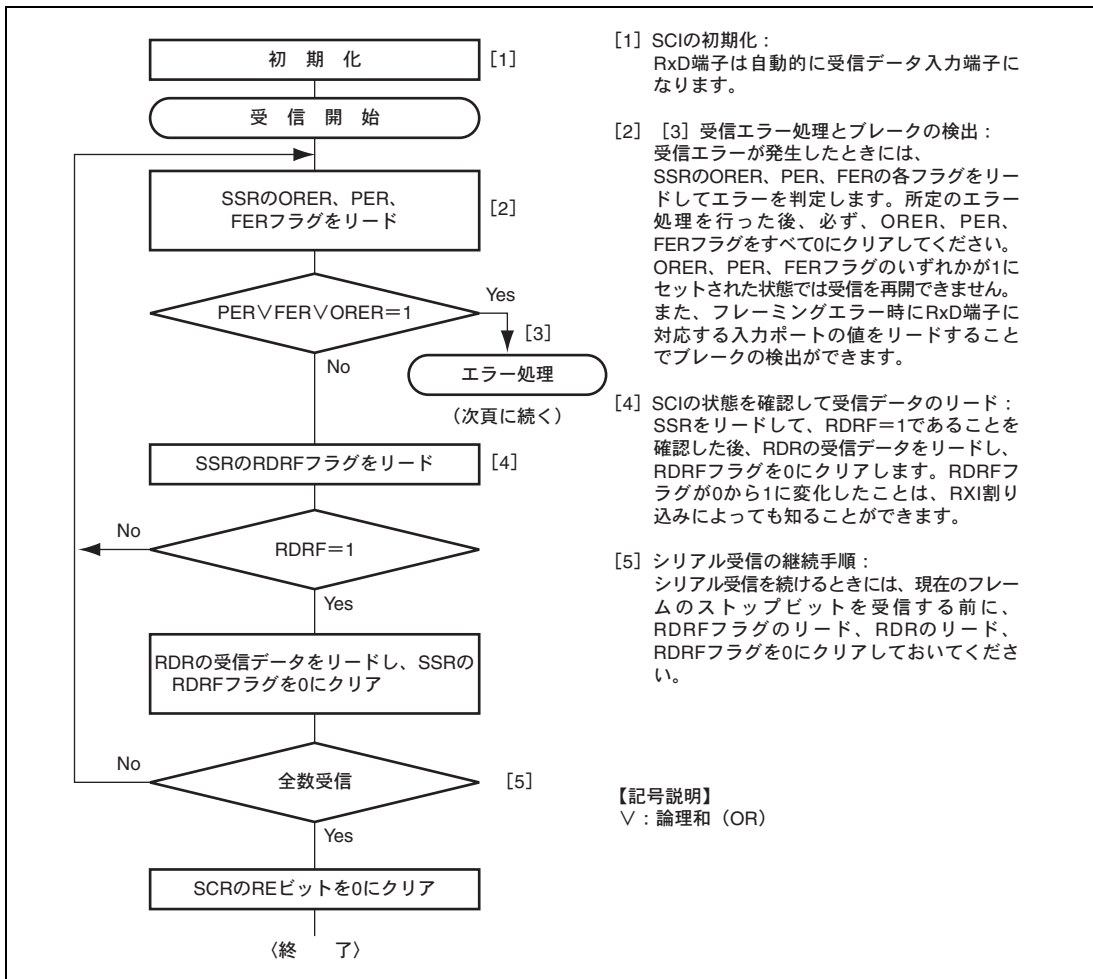 初 期 化
[1]
受 信 開 始
SSRのORER、PER、
FERフラグをリード
[2]
PER∨FER∨ORER＝1
Yes
[3]
No
エラー処理
（次頁に続く）
SSRのRDRFフラグをリード
[4]
No
RDRF＝1
Yes
RDRの受信データをリードし、SSRの
RDRFフラグを0にクリア
No
全数受信
[5]
Yes
SCRのREビットを0にクリア
〈終 了〉
[1] SCIの初期化：
RxD端子は自動的に受信データ入力端子に
なります。
[2] [3] 受信エラー処理とブレークの検出：
受信エラーが発生したときには、
SSRのORER、PER、FERの各フラグをリー
ドしてエラーを判定します。所定のエラー
処理を行った後、必ず、ORER、PER、
FERフラグをすべて0にクリアしてください。
ORER、PER、FERフラグのいずれかが1に
セットされた状態では受信を再開できません。
また、フレーミングエラー時にRxD端子に
対応する入力ポートの値をリードすること
でブレークの検出ができます。
[4] SCIの状態を確認して受信データのリード：
SSRをリードして、RDRF＝1であることを
確認した後、RDRの受信データをリードし、
RDRFフラグを0にクリアします。RDRFフ
ラグが0から1に変化したことは、RXI割り
込みによっても知ることができます。
[5] シリアル受信の継続手順：
シリアル受信を続けるときには、現在のフレー
ムのストップビットを受信する前に、
RDRFフラグのリード、RDRのリード、
RDRFフラグを0にクリアしておいてくださ
い。
【記号説明】
∨：論理和（OR）